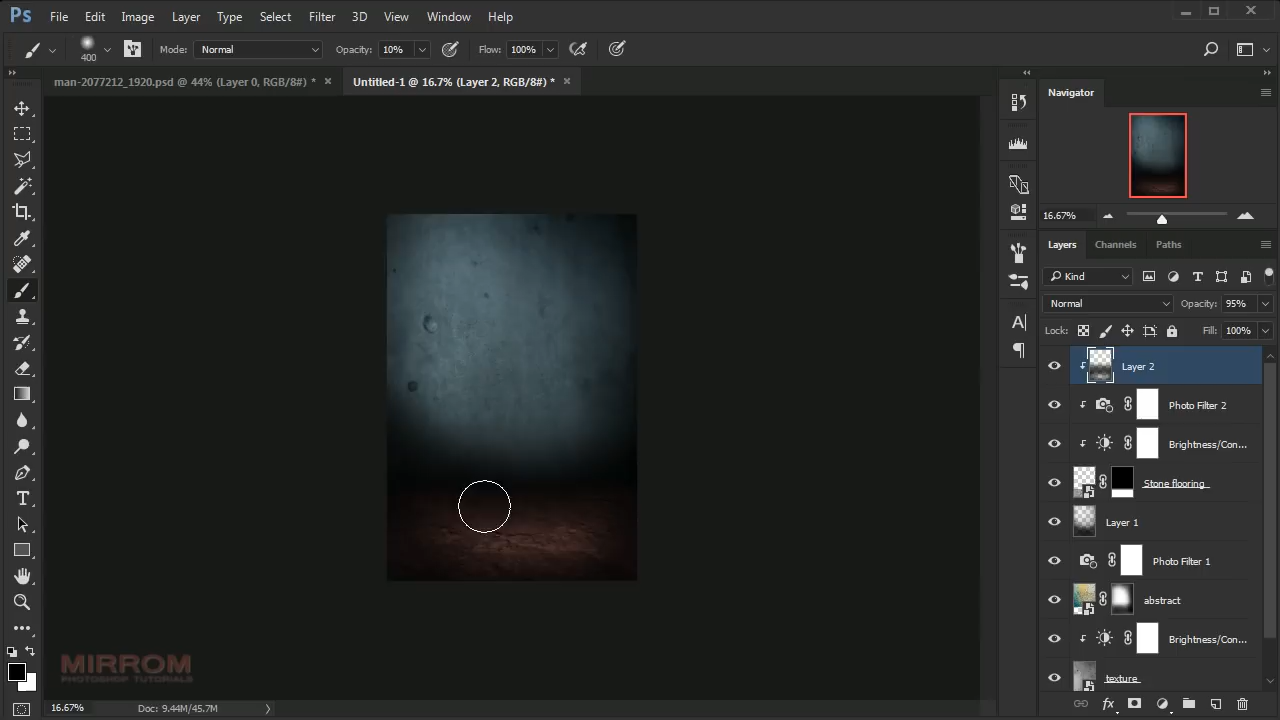 Ps File Edit Image Layer Type Select Filter 3D View Window Help
400 Mode: Normal Opacity: 10% Flow: 100%
man-2077212_1920.psd @ 44% (Layer 0, RGB/8#) * × Untitled-1 @ 16.7% (Layer 2, RGB/8#) * ×
Navigator
16.67%
Layers Channels Paths
Kind
Normal Opacity: 95%
Lock: Fill: 100%
Layer 2
Photo Filter 2
Brightness/Con...
Stone flooring
Layer 1
Photo Filter 1
abstract
Brightness/Con...
texture
MIRROM
PHOTOSHOP TUTORIALS
16.67% Doc: 9.44M/45.7M